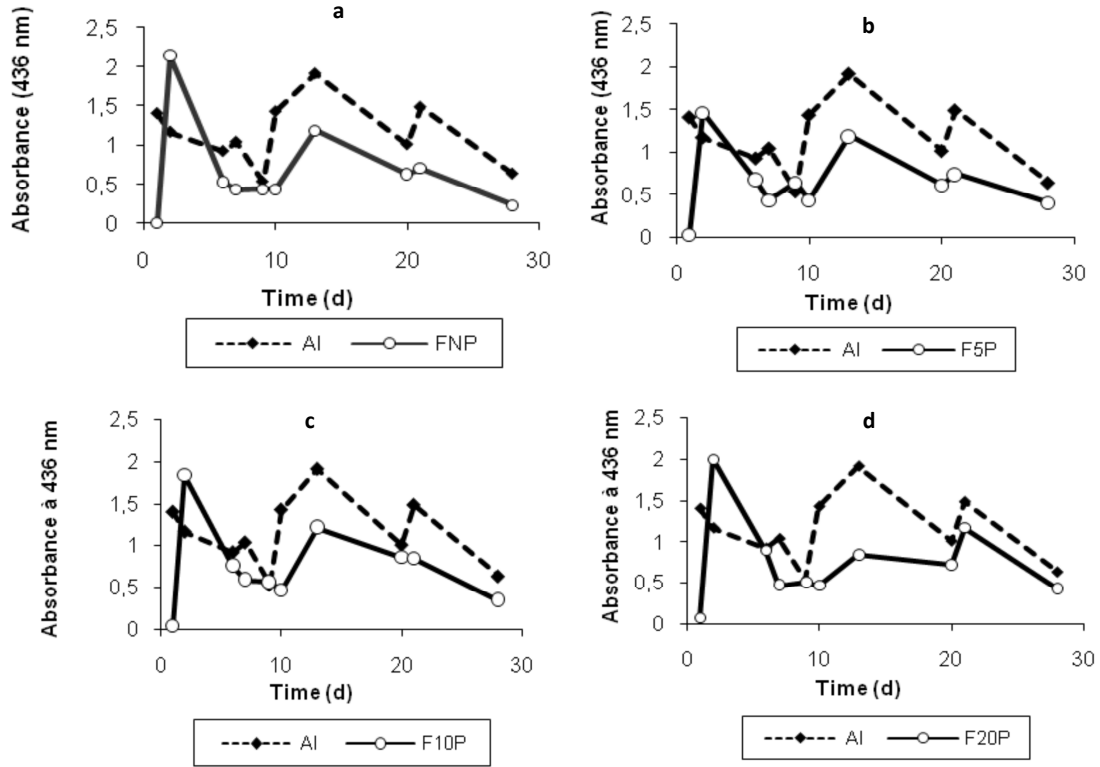 a
Absorbance (436 nm)
2,5
2
1,5
1
0,5
0
0 10 20 30
Time (d)
AI FNP
b
Absorbance (436 nm)
2,5
2
1,5
1
0,5
0
0 10 20 30
Time (d)
AI F5P
c
Absorbance à 436 nm
2,5
2
1,5
1
0,5
0
0 10 20 30
Time (d)
AI F10P
d
Absorbance à 436 nm
2,5
2
1,5
1
0,5
0
0 10 20 30
Time (d)
AI F20P